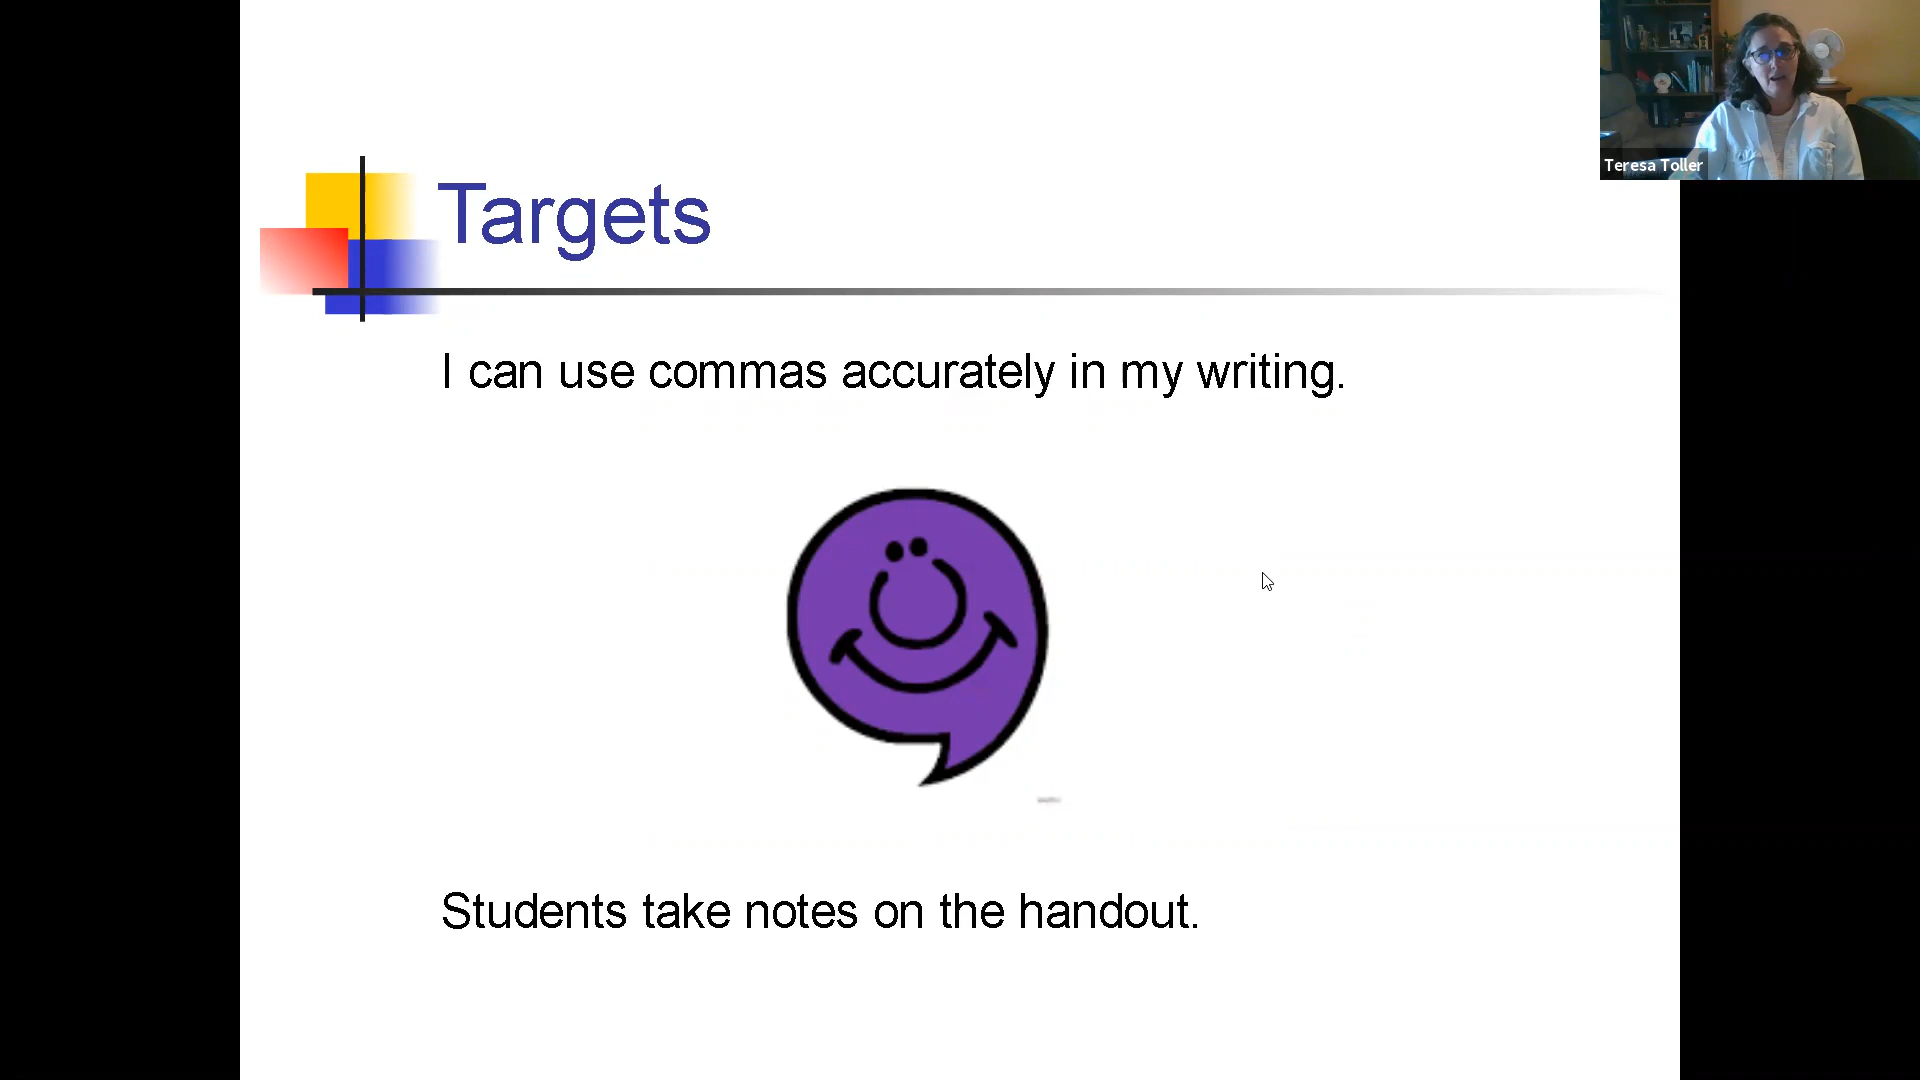 Teresa Toller
Targets
I can use commas accurately in my writing.
Students take notes on the handout.